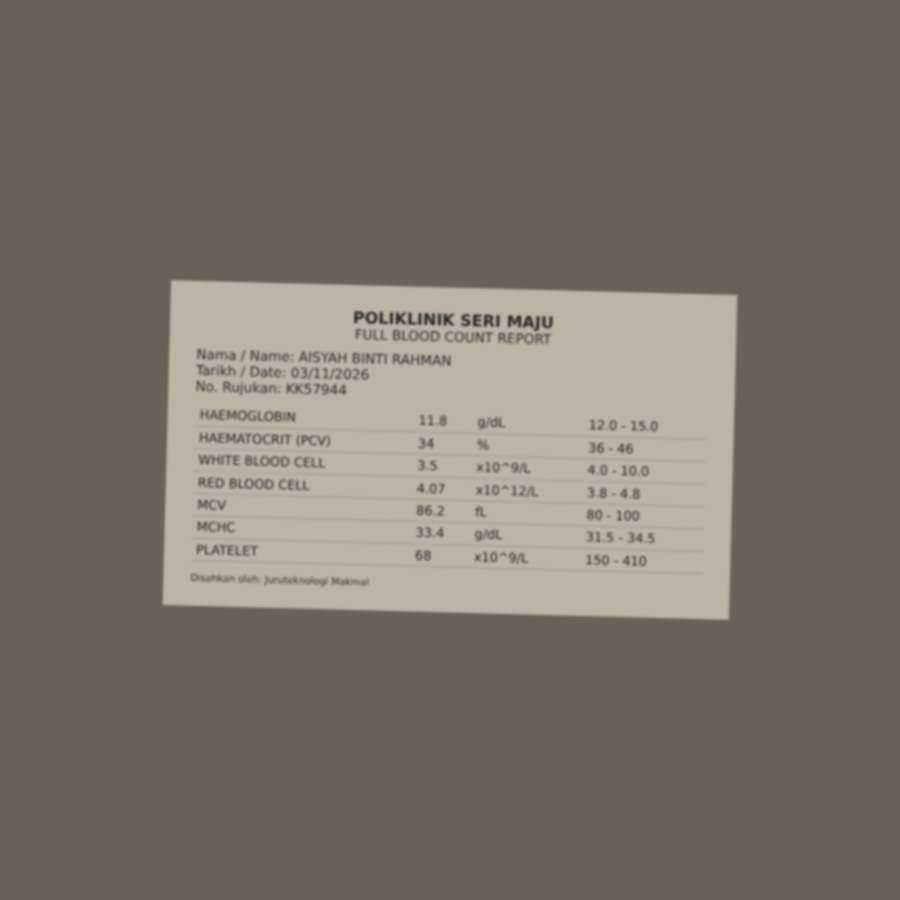 POLIKLINIK SERI MAJU
FULL BLOOD COUNT REPORT
Nama / Name: AISYAH BINTI RAHMAN
Tarikh / Date: 03/11/2026
No. Rujukan: KK57944
HAEMOGLOBIN 11.8 g/dL 12.0 - 15.0
HAEMATOCRIT (PCV) 34 % 36 - 46
WHITE BLOOD CELL 3.5 x10^9/L 4.0 - 10.0
RED BLOOD CELL 4.07 x10^12/L 3.8 - 4.8
MCV 86.2 fL 80 - 100
MCHC 33.4 g/dL 31.5 - 34.5
PLATELET 68 x10^9/L 150 - 410
Disahkan oleh: Juruteknologi Makmal